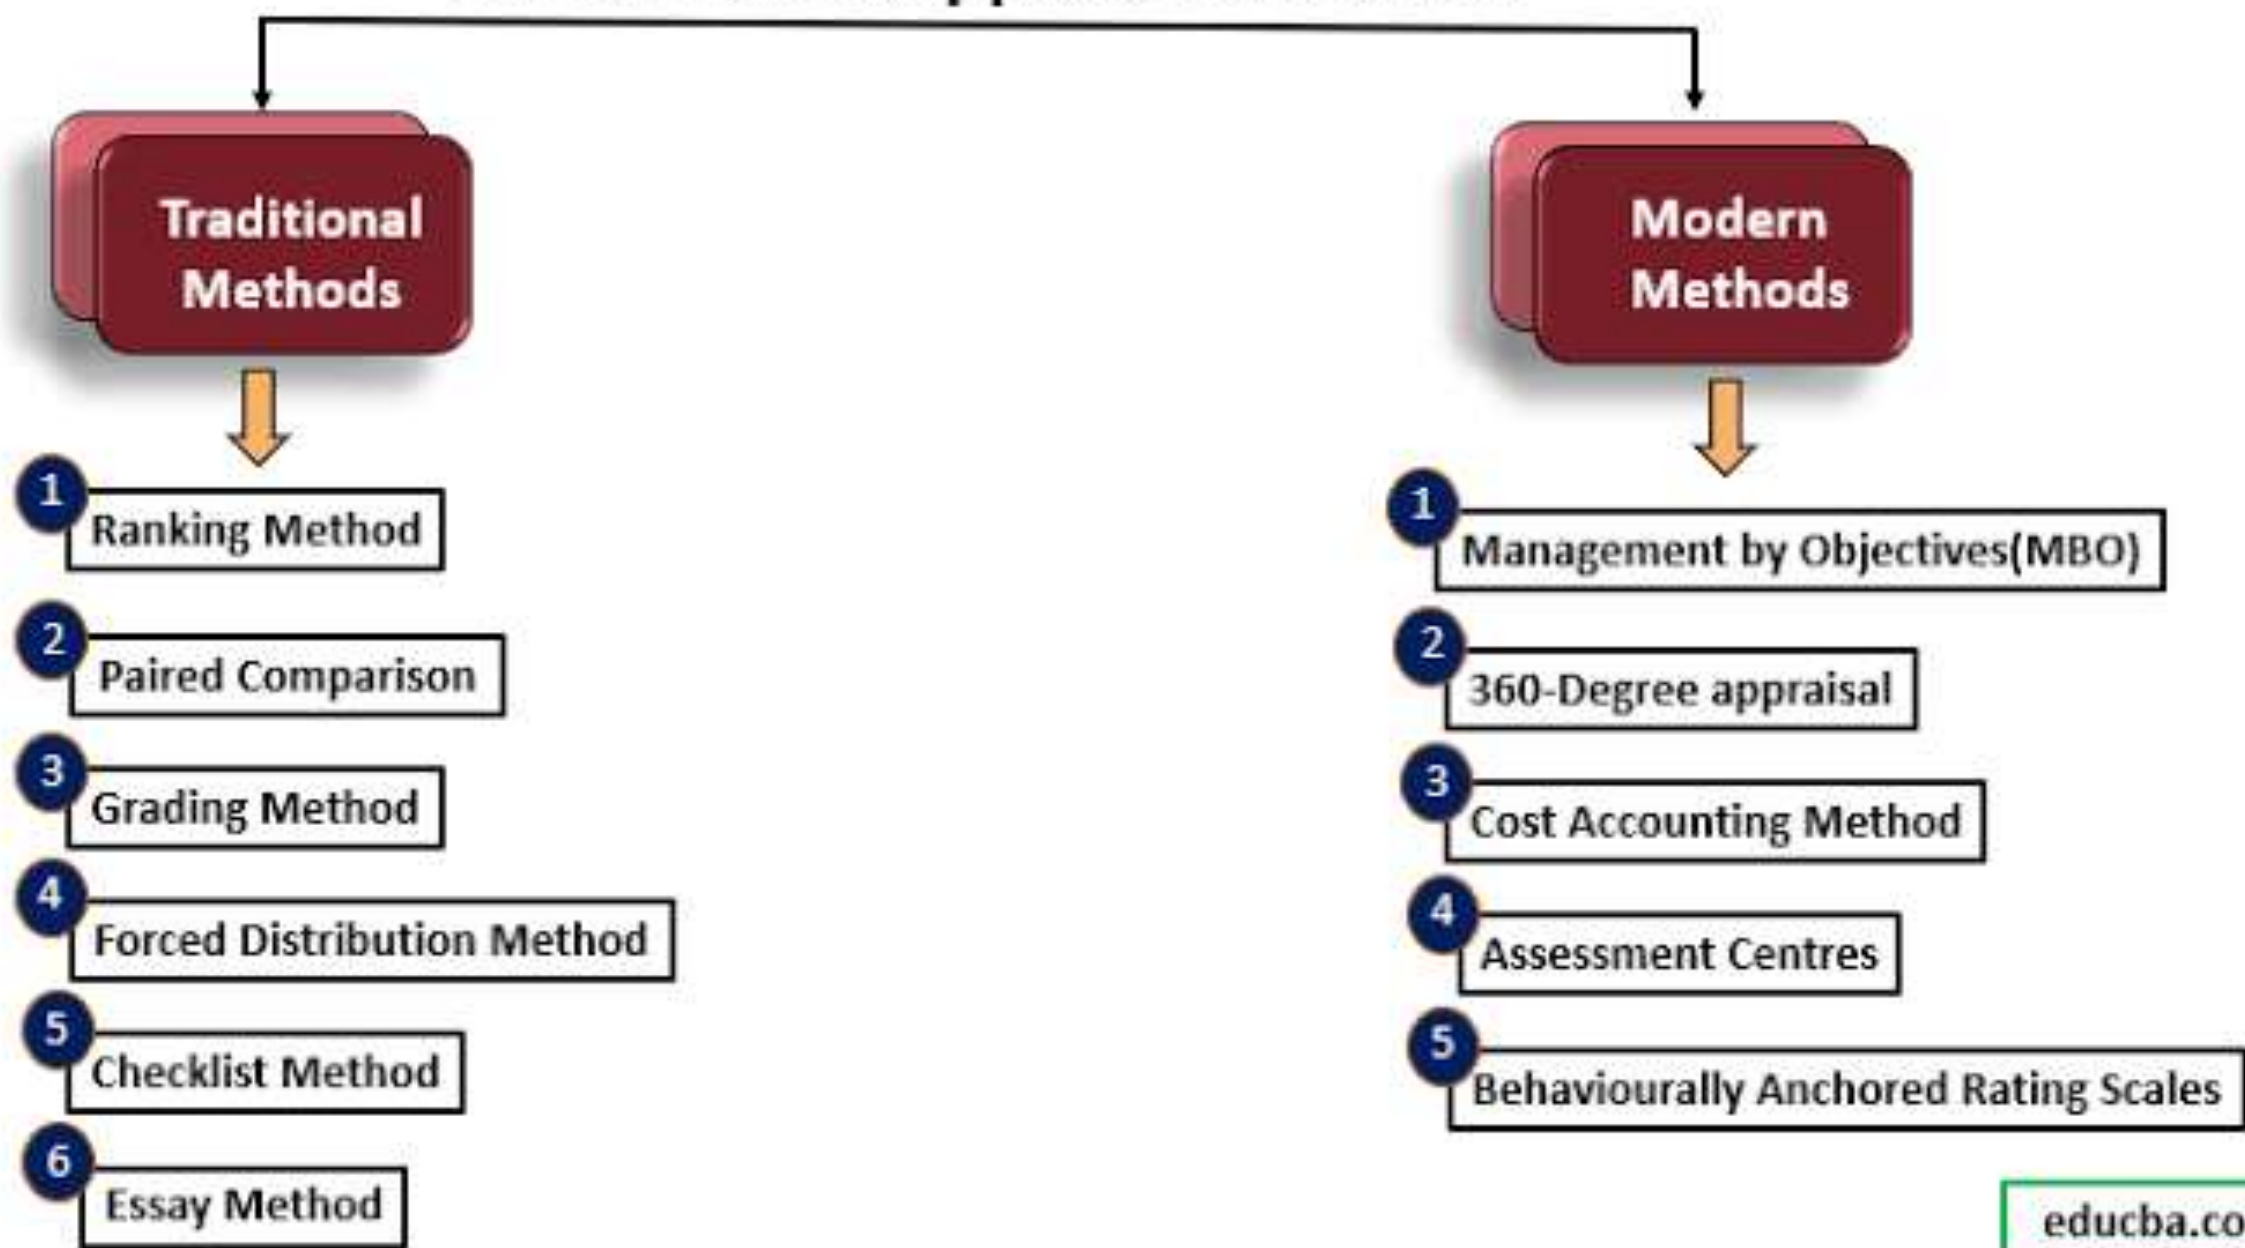 Traditional
Methods
1
Ranking Method
2
Paired Comparison
3
Grading Method
4
Forced Distribution Method
5
Checklist Method
6
Essay Method
Modern
Methods
1
Management by Objectives(MBO)
2
360-Degree appraisal
3
Cost Accounting Method
4
Assessment Centres
5
Behaviourally Anchored Rating Scales
educba.co